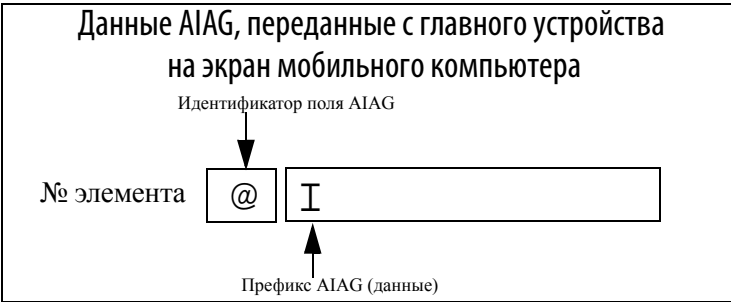 Данные AIAG, переданные с главного устройства
на экран мобильного компьютера
Идентификатор поля AIAG
№ элемента @ I
Префикс AIAG (данные)